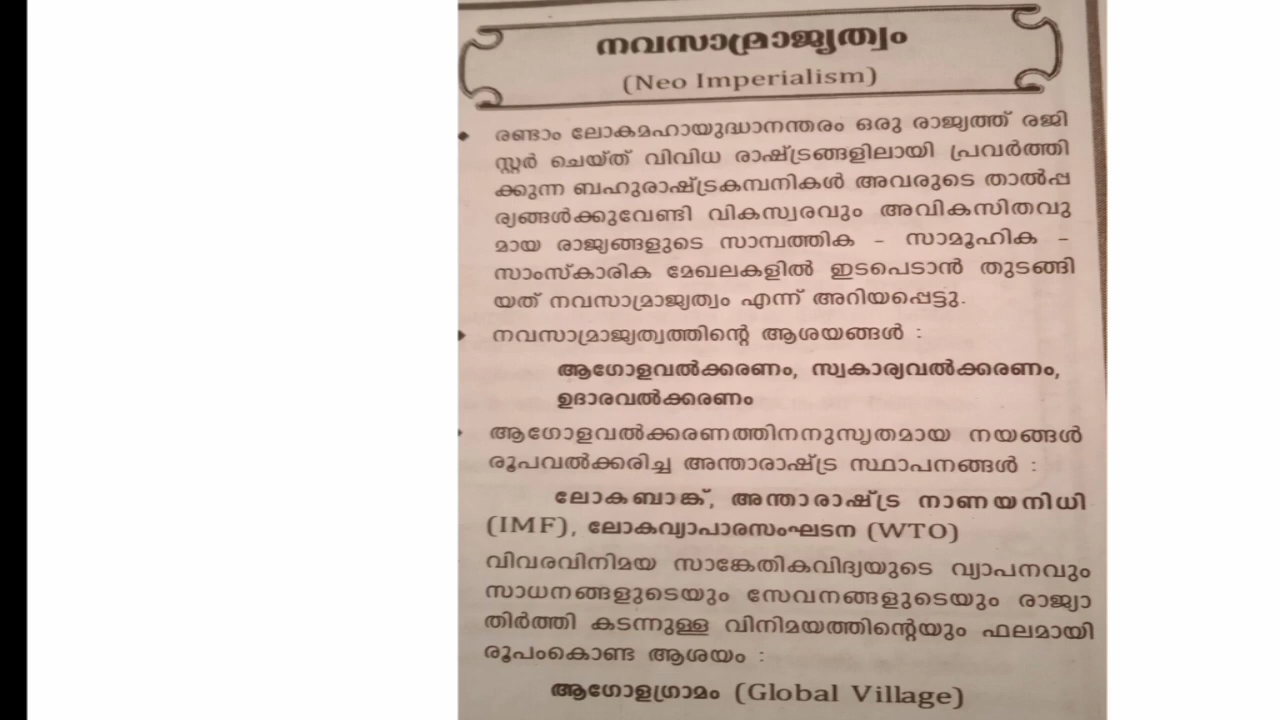 നവസാമ്രാജ്യത്വം
(Neo Imperialism)
രണ്ടാം ലോകമഹായുദ്ധാനന്തരം ഒരു രാജ്യത്ത് രജി
സ്റ്റർ ചെയ്ത് വിവിധ രാഷ്ട്രങ്ങളിലായി പ്രവർത്തി
ക്കുന്ന ബഹുരാഷ്ട്രകമ്പനികൾ അവരുടെ താൽപ്പ
ര്യങ്ങൾക്കുവേണ്ടി വികസ്വരവും അവികസിതവു
മായ രാജ്യങ്ങളുടെ സാമ്പത്തിക - സാമൂഹിക -
സാംസ്കാരിക മേഖലകളിൽ ഇടപെടാൻ തുടങ്ങി
യത് നവസാമ്രാജ്യത്വം എന്ന് അറിയപ്പെട്ടു.
നവസാമ്രാജ്യത്വത്തിന്റെ ആശയങ്ങൾ :
ആഗോളവൽക്കരണം, സ്വകാര്യവൽക്കരണം,
ഉദാരവൽക്കരണം
ആഗോളവൽക്കരണത്തിനനുസൃതമായ നയങ്ങൾ
രൂപവൽക്കരിച്ച അന്താരാഷ്ട്ര സ്ഥാപനങ്ങൾ :
ലോകബാങ്ക്, അന്താരാഷ്ട്ര നാണയനിധി
(IMF), ലോകവ്യാപാരസംഘടന (WTO)
വിവരവിനിമയ സാങ്കേതികവിദ്യയുടെ വ്യാപനവും
സാധനങ്ങളുടെയും സേവനങ്ങളുടെയും രാജ്യാ
തിർത്തി കടന്നുള്ള വിനിമയത്തിന്റെയും ഫലമായി
രൂപംകൊണ്ട ആശയം :
ആഗോളഗ്രാമം (Global Village)